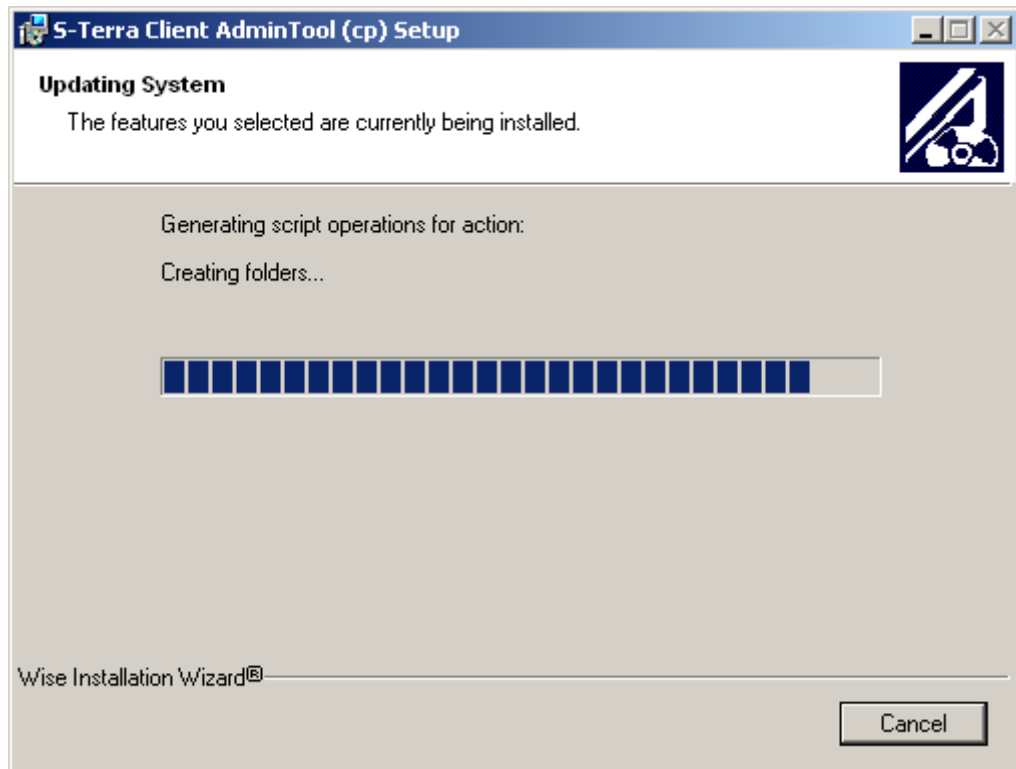 S-Terra Client AdminTool (cp) Setup
Updating System
The features you selected are currently being installed.
Generating script operations for action:
Creating folders...
Wise Installation Wizard®
Cancel